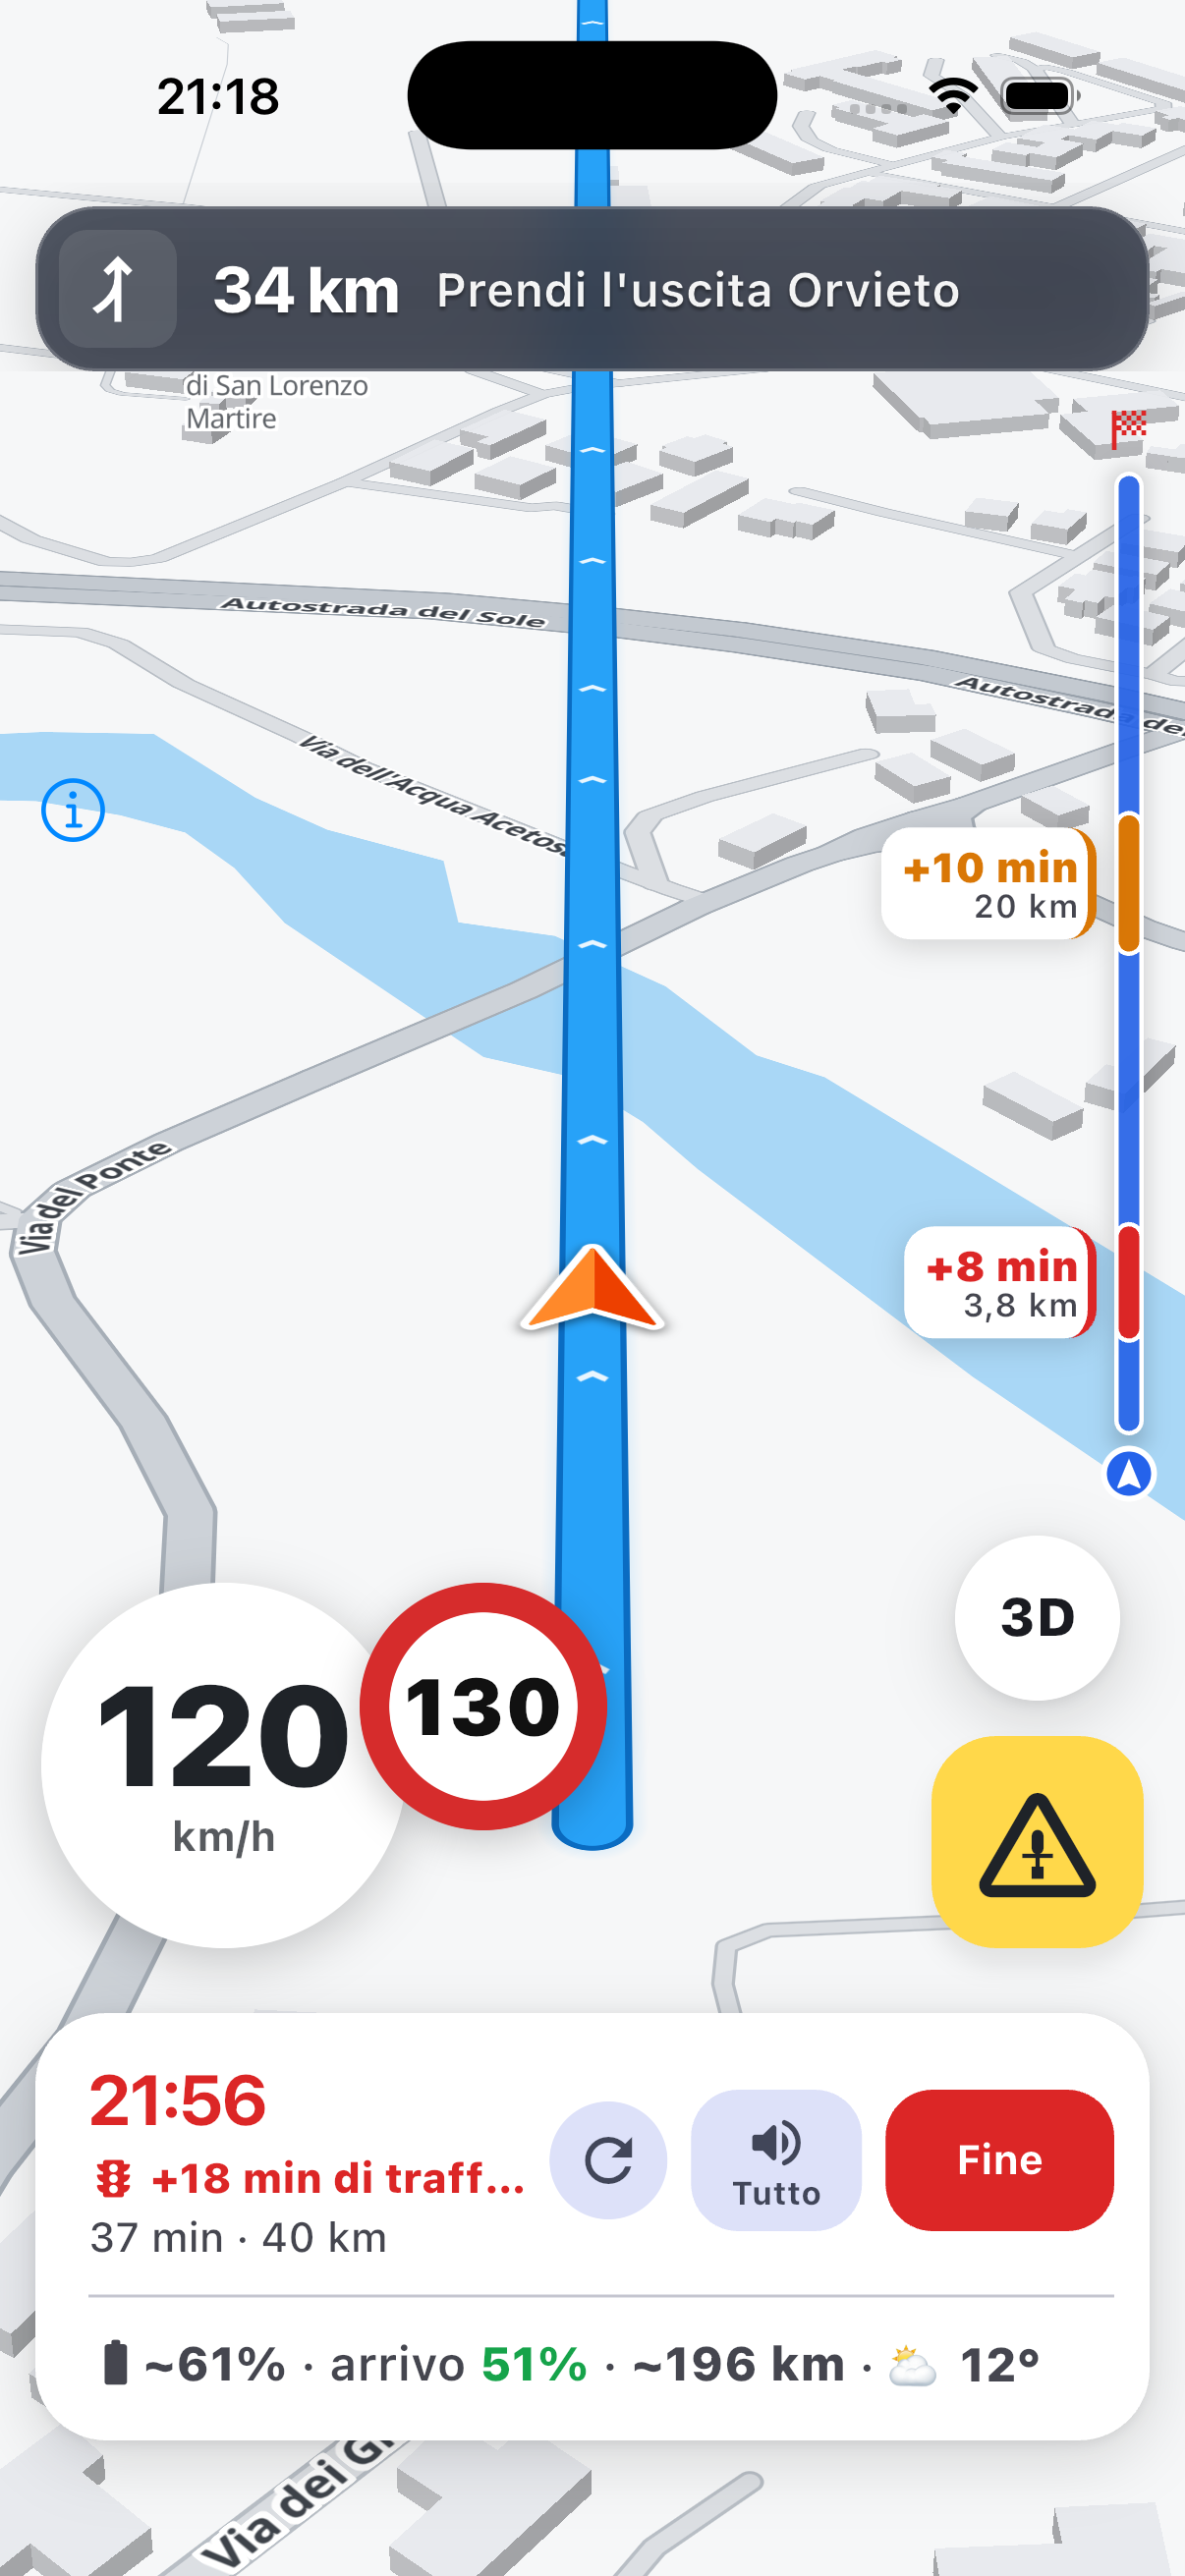 21:18
34 km Prendi l'uscita Orvieto
di San Lorenzo
Martire
Autostrada del Sole
Autostrada del
Via dell'Acqua Acetosa
+10 min
20 km
Via del Ponte
+8 min
3,8 km
3D
120
km/h
130
21:56
+18 min di traff...
37 min · 40 km
Tutto
Fine
~61% · arrivo 51% · ~196 km · 12°
Via dei G